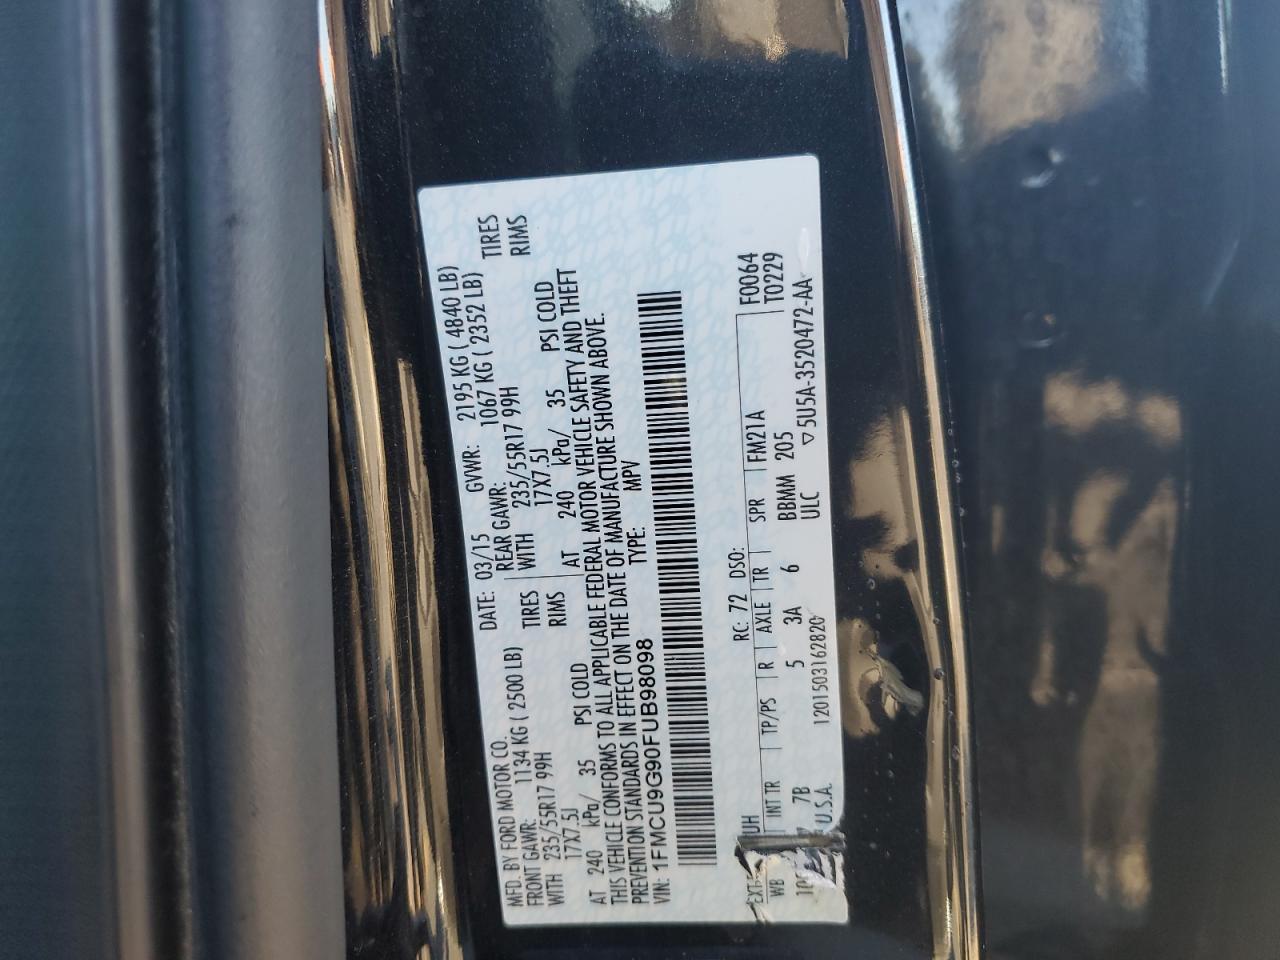 MFD. BY FORD MOTOR CO.
DATE: 03/15 GVWR: 2195 KG ( 4840 LB)
FRONT GAWR: 1134 KG ( 2500 LB) REAR GAWR: 1067 KG ( 2352 LB)
WITH 235/55R17 99H TIRES WITH 235/55R17 99H TIRES
17X7.5J RIMS 17X7.5J RIMS
AT 240 kPa/ 35 PSI COLD AT 240 kPa/ 35 PSI COLD
THIS VEHICLE CONFORMS TO ALL APPLICABLE FEDERAL MOTOR VEHICLE SAFETY AND THEFT
PREVENTION STANDARDS IN EFFECT ON THE DATE OF MANUFACTURE SHOWN ABOVE.
VIN: 1FMCU9G90FUB98098 TYPE: MPV
UH RC: 72 DSO: F0064
WB INT TR TP/PS R AXLE TR SPR FM21A T0229
7B 5 3A 6 BBMM 205
U.S.A. 1201503162820 ULC ▽5U5A-3520472-AA